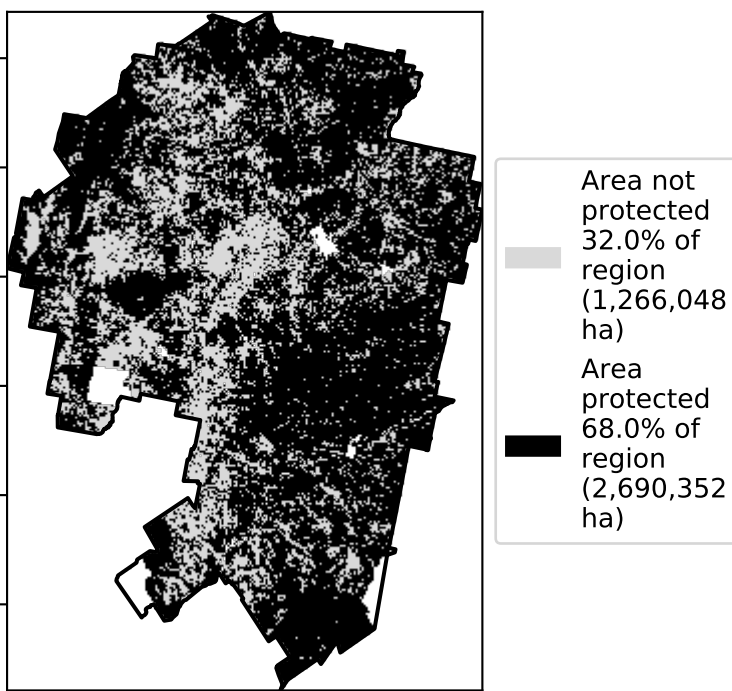 Area not
protected
32.0% of
region
(1,266,048
ha)
Area
protected
68.0% of
region
(2,690,352
ha)